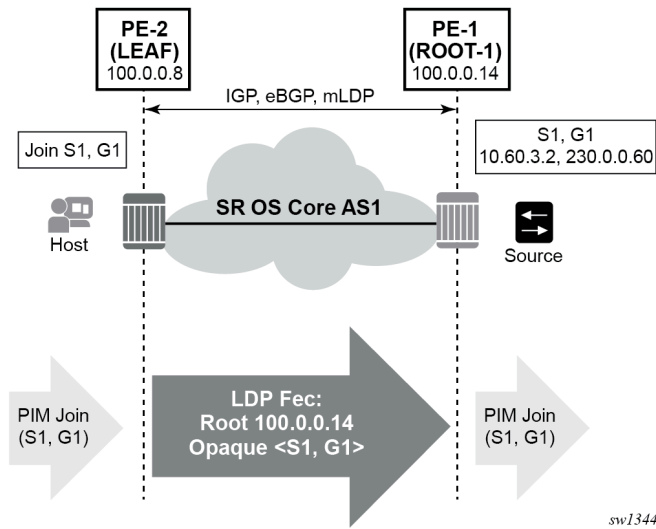 PE-2
(LEAF)
100.0.0.8
PE-1
(ROOT-1)
100.0.0.14
IGP, eBGP, mLDP
Join S1, G1
S1, G1
10.60.3.2, 230.0.0.60
SR OS Core AS1
Host
Source
PIM Join
(S1, G1)
LDP Fec:
Root 100.0.0.14
Opaque <S1, G1>
PIM Join
(S1, G1)
sw1344